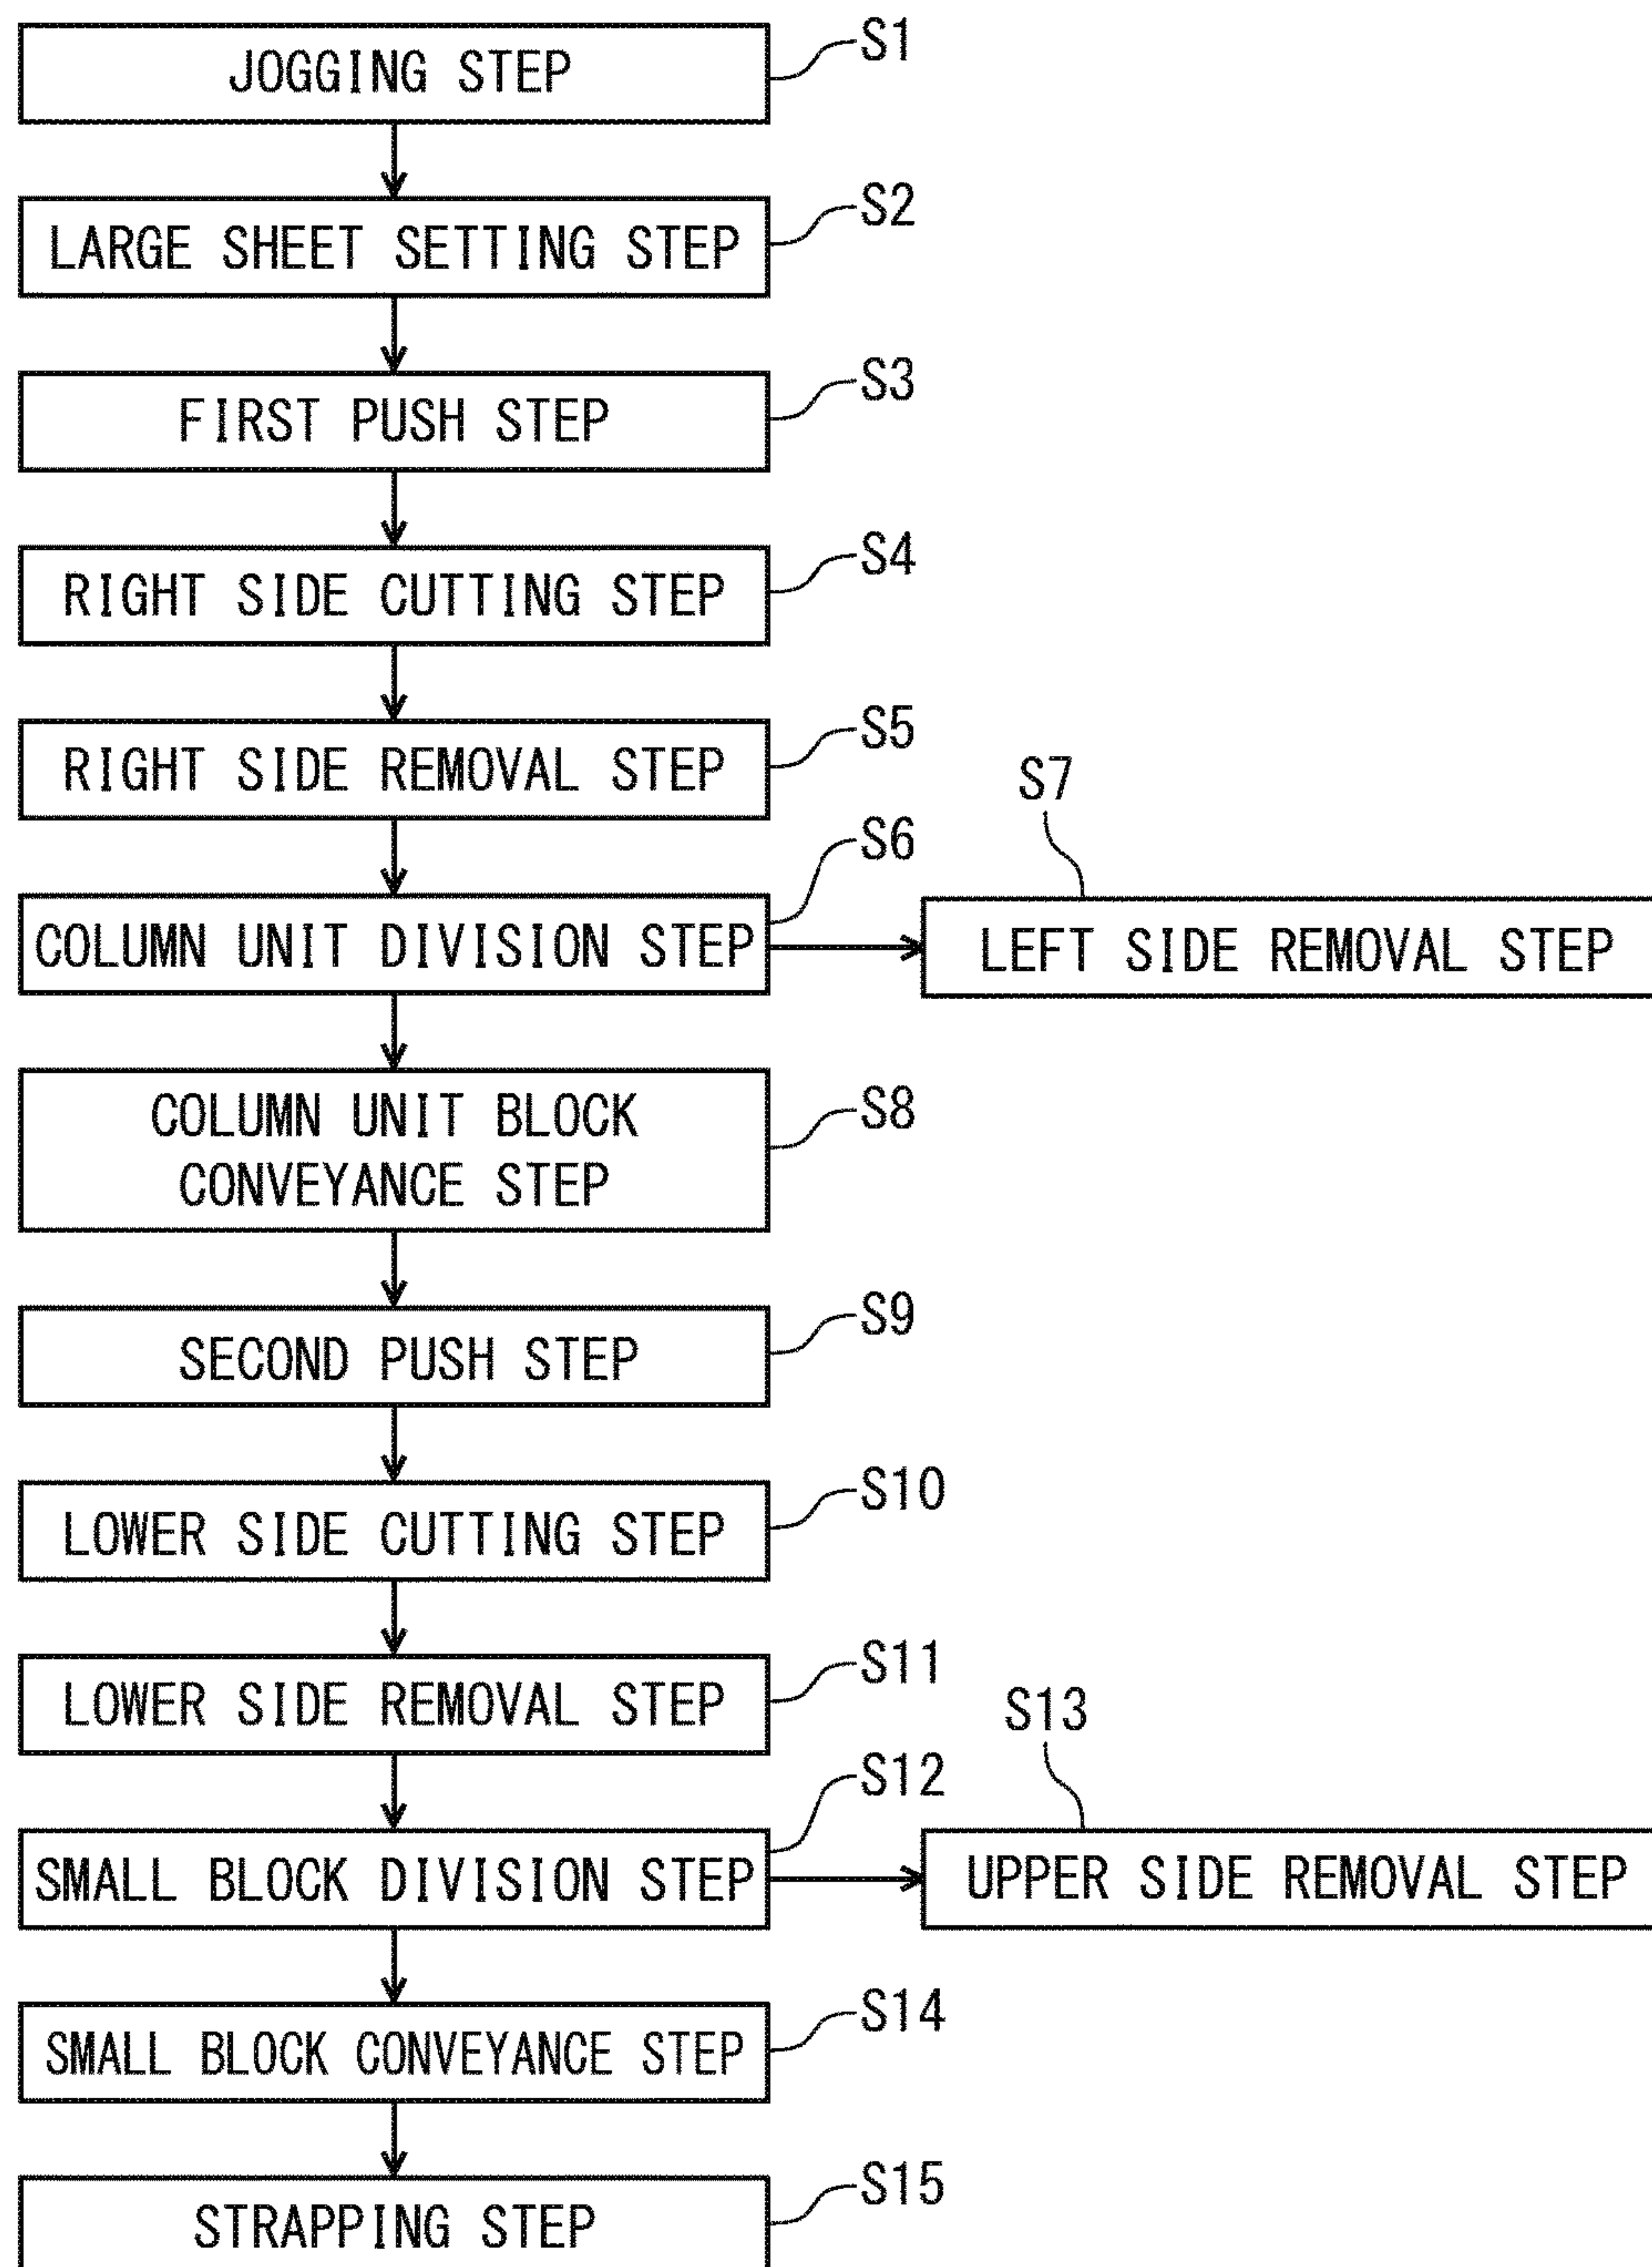 JOGGING STEP
S1
LARGE SHEET SETTING STEP
S2
FIRST PUSH STEP
S3
RIGHT SIDE CUTTING STEP
S4
RIGHT SIDE REMOVAL STEP
S5
COLUMN UNIT DIVISION STEP
S6
LEFT SIDE REMOVAL STEP
S7
COLUMN UNIT BLOCK
CONVEYANCE STEP
S8
SECOND PUSH STEP
S9
LOWER SIDE CUTTING STEP
S10
LOWER SIDE REMOVAL STEP
S11
SMALL BLOCK DIVISION STEP
S12
UPPER SIDE REMOVAL STEP
S13
SMALL BLOCK CONVEYANCE STEP
S14
STRAPPING STEP
S15